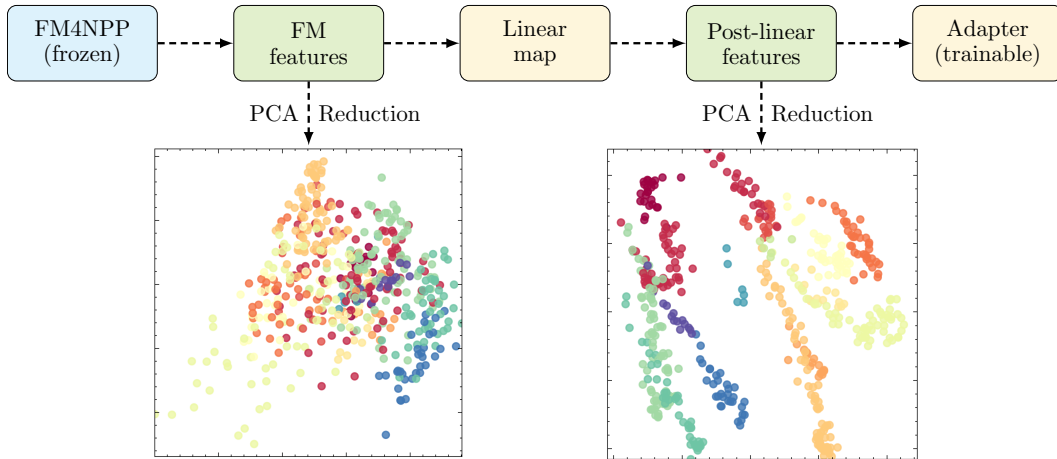 FM4NPP
(frozen)
FM
features
Linear
map
Post-linear
features
Adapter
(trainable)
PCA Reduction
PCA Reduction